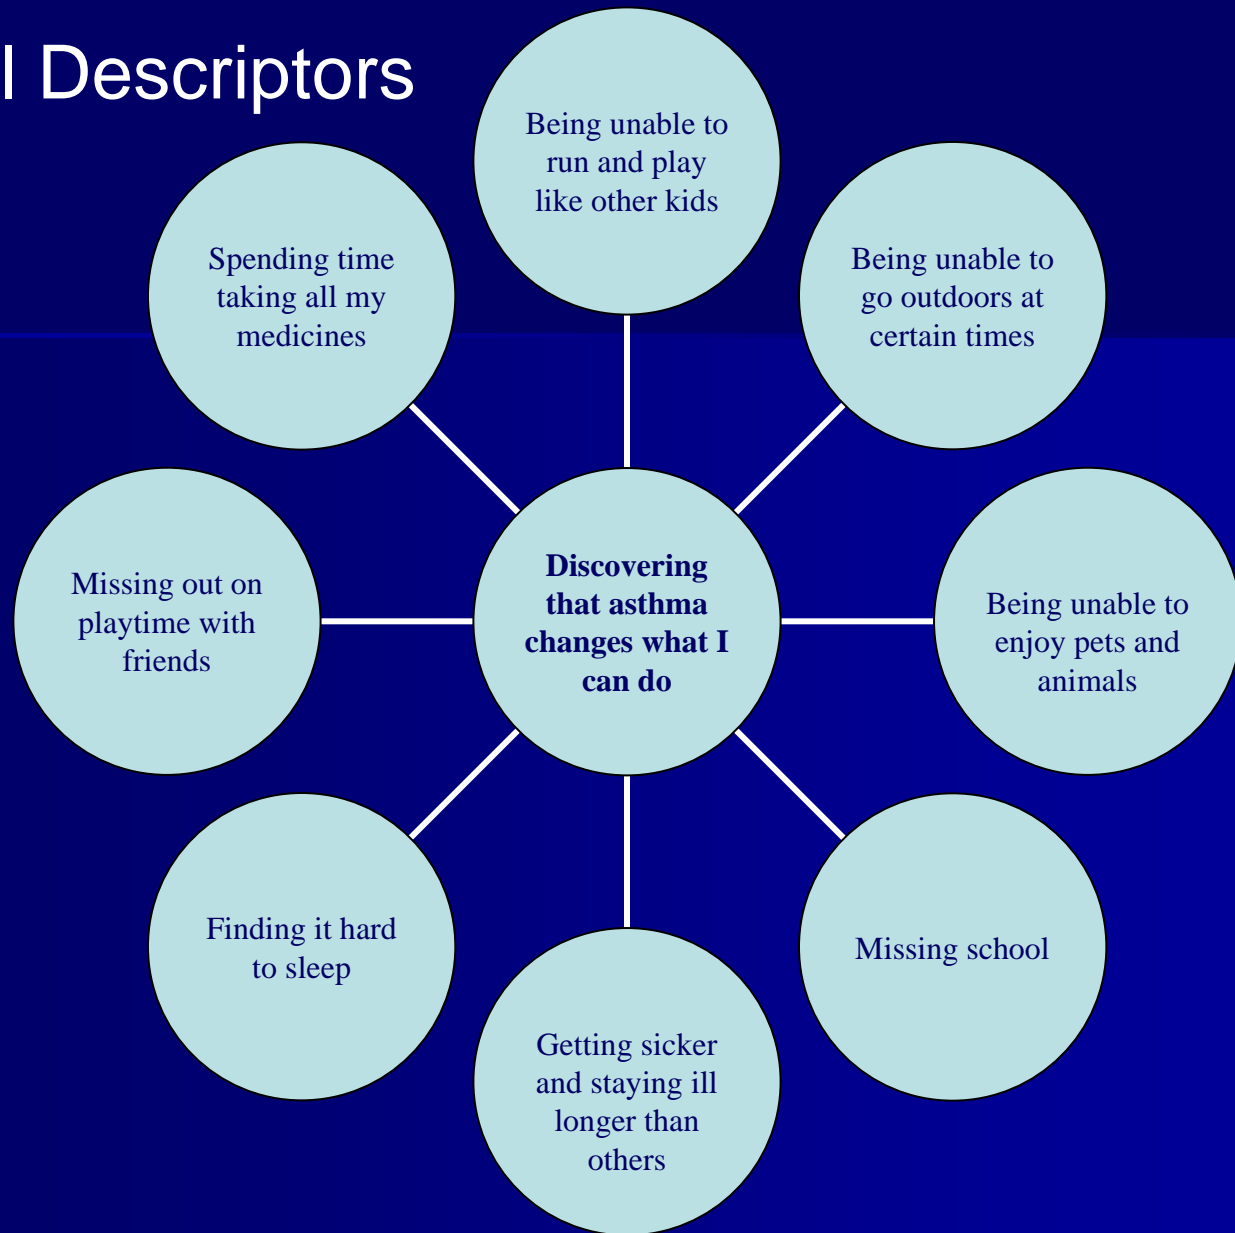 l Descriptors
Being unable to
run and play
like other kids
Spending time
taking all my
medicines
Being unable to
go outdoors at
certain times
Missing out on
playtime with
friends
Discovering
that asthma
changes what I
can do
Being unable to
enjoy pets and
animals
Finding it hard
to sleep
Missing school
Getting sicker
and staying ill
longer than
others